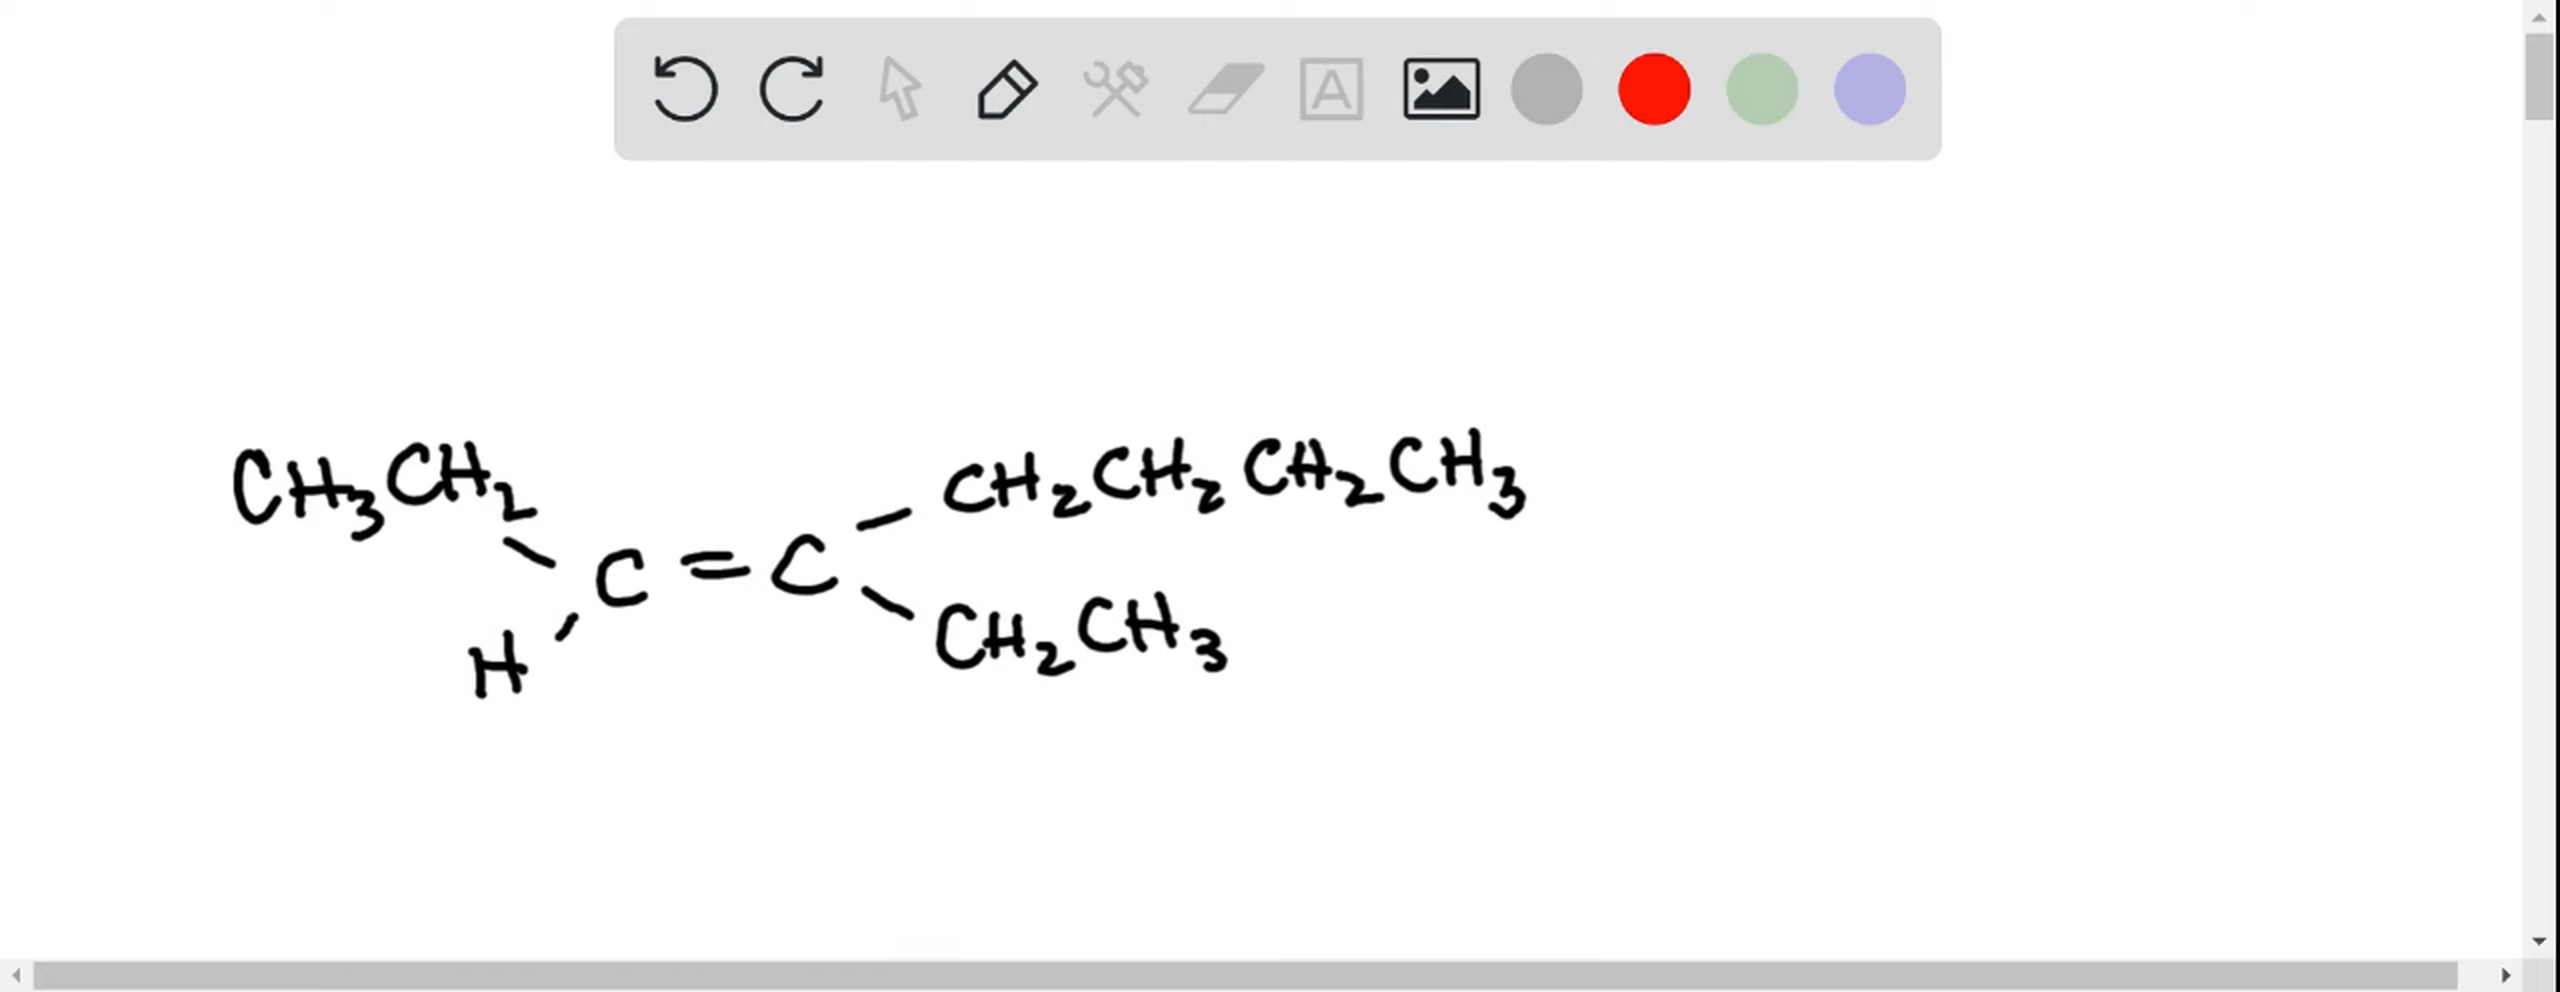 A
CH₃CH₂
CH₂CH₂CH₂CH₃
C = C
H
CH₂CH₃